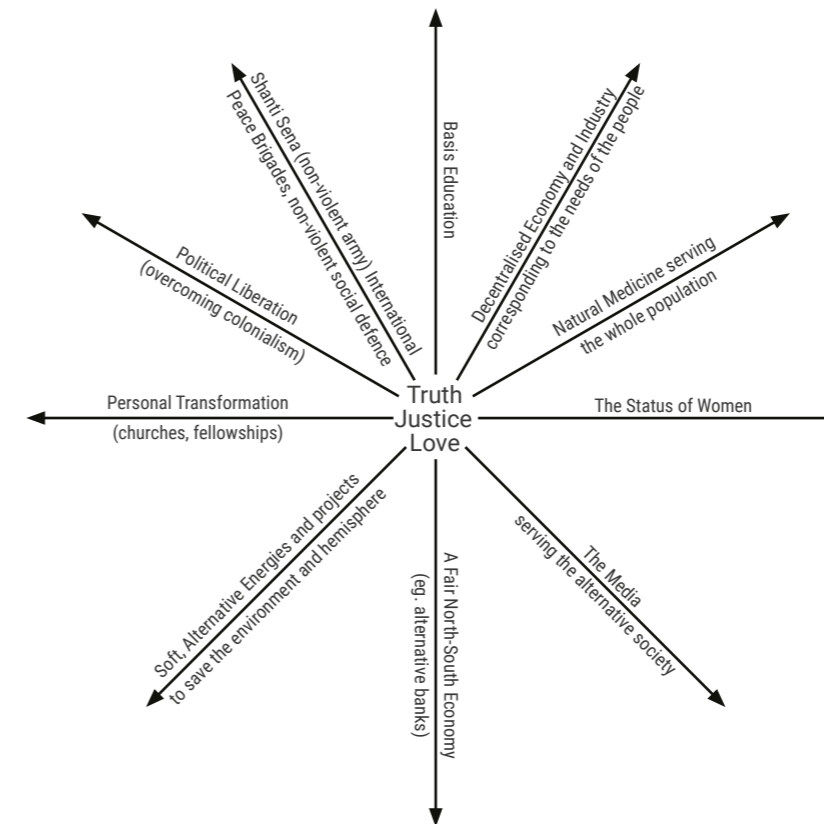 Basis Education
Shanti Sena (non-violent army) International
Peace Brigades, non-violent social defence
Decentralised Economy and Industry
corresponding to the needs of the people
Political Liberation
(overcoming colonialism)
Natural Medicine serving
the whole population
Truth
Justice
Love
Personal Transformation
(churches, fellowships)
The Status of Women
Soft, Alternative Energies and projects
to save the environment and hemisphere
A Fair North-South Economy
(eg. alternative banks)
The Media
serving the alternative society